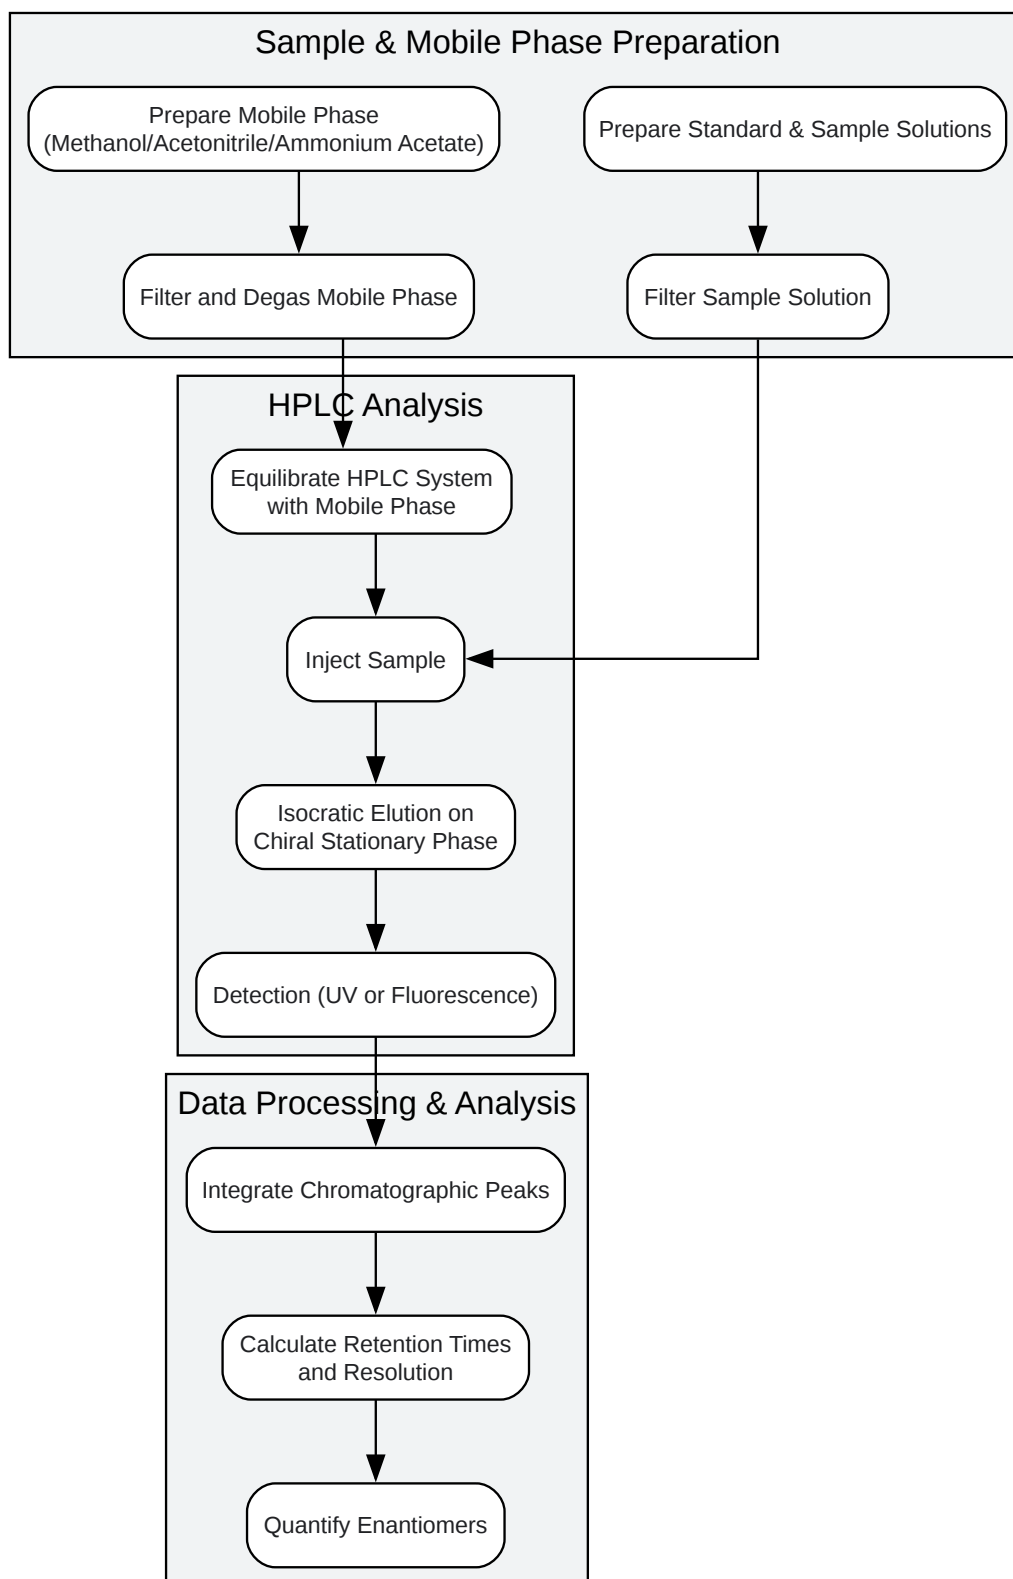 Sample & Mobile Phase Preparation
Prepare Mobile Phase
(Methanol/Acetonitrile/Ammonium Acetate)
Prepare Standard & Sample Solutions
Filter and Degas Mobile Phase
Filter Sample Solution
HPLC Analysis
Equilibrate HPLC System
with Mobile Phase
Inject Sample
Isocratic Elution on
Chiral Stationary Phase
Detection (UV or Fluorescence)
Data Processing & Analysis
Integrate Chromatographic Peaks
Calculate Retention Times
and Resolution
Quantify Enantiomers